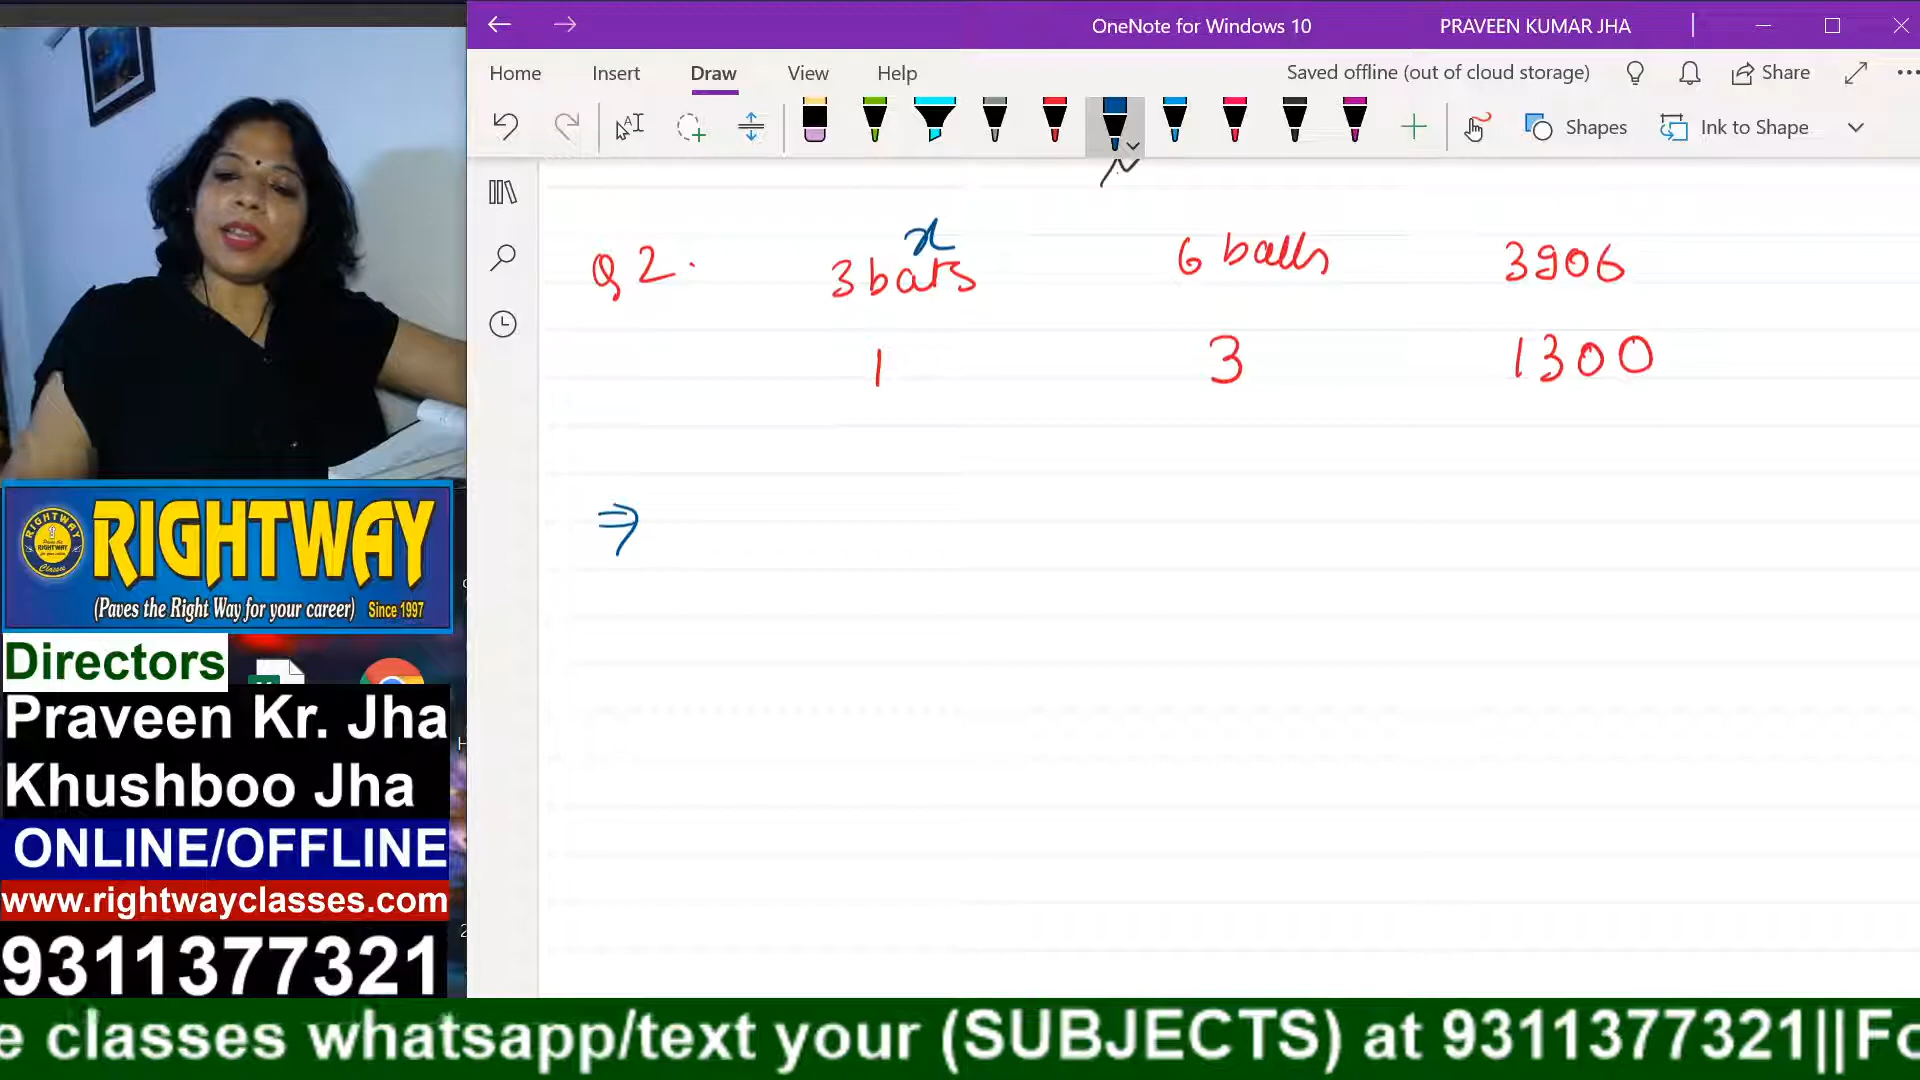 OneNote for Windows 10
PRAVEEN KUMAR JHA
Home Insert Draw View Help
Saved offline (out of cloud storage)
Share
Shapes
Ink to Shape
x
Q 2. 3 bats 6 balls 3906
1 3 1300
⇒
RIGHTWAY
(Paves the Right Way for your career) Since 1997
Directors
Praveen Kr. Jha
Khushboo Jha
ONLINE/OFFLINE
www.rightwayclasses.com
9311377321
e classes whatsapp/text your (SUBJECTS) at 9311377321||Fo